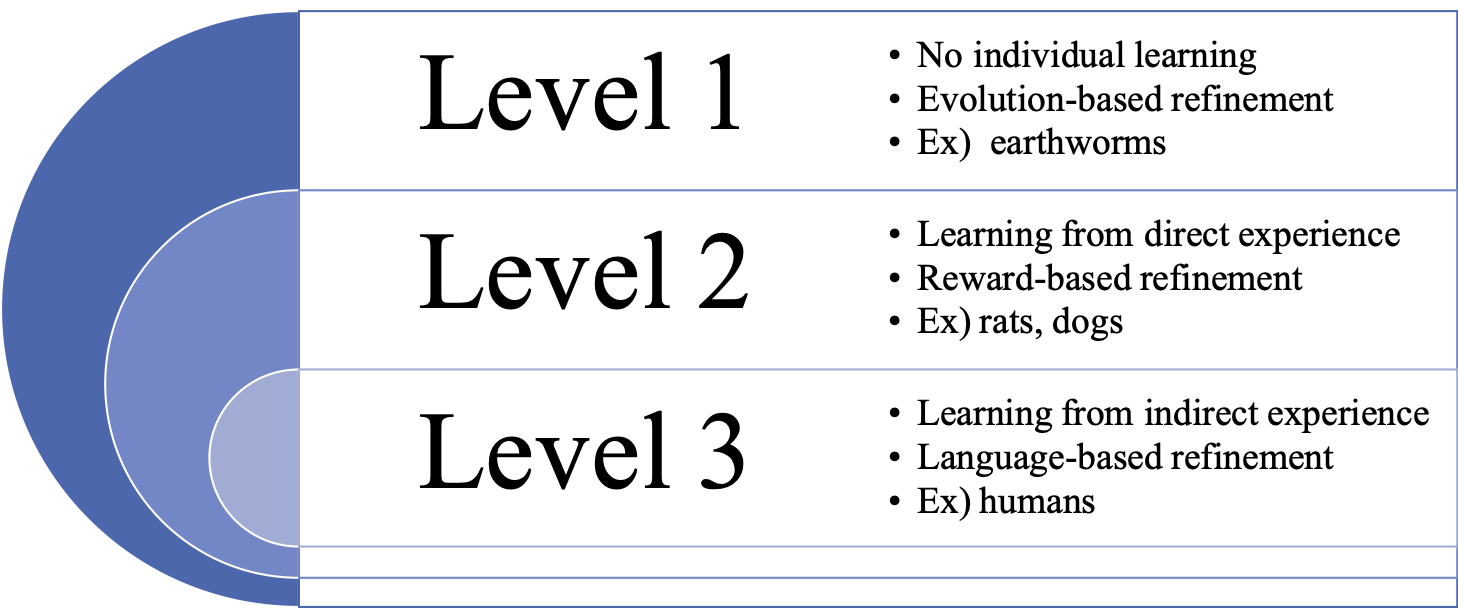 Level 1
• No individual learning
• Evolution-based refinement
• Ex)  earthworms
Level 2
• Learning from direct experience
• Reward-based refinement
• Ex) rats, dogs
Level 3
• Learning from indirect experience
• Language-based refinement
• Ex) humans